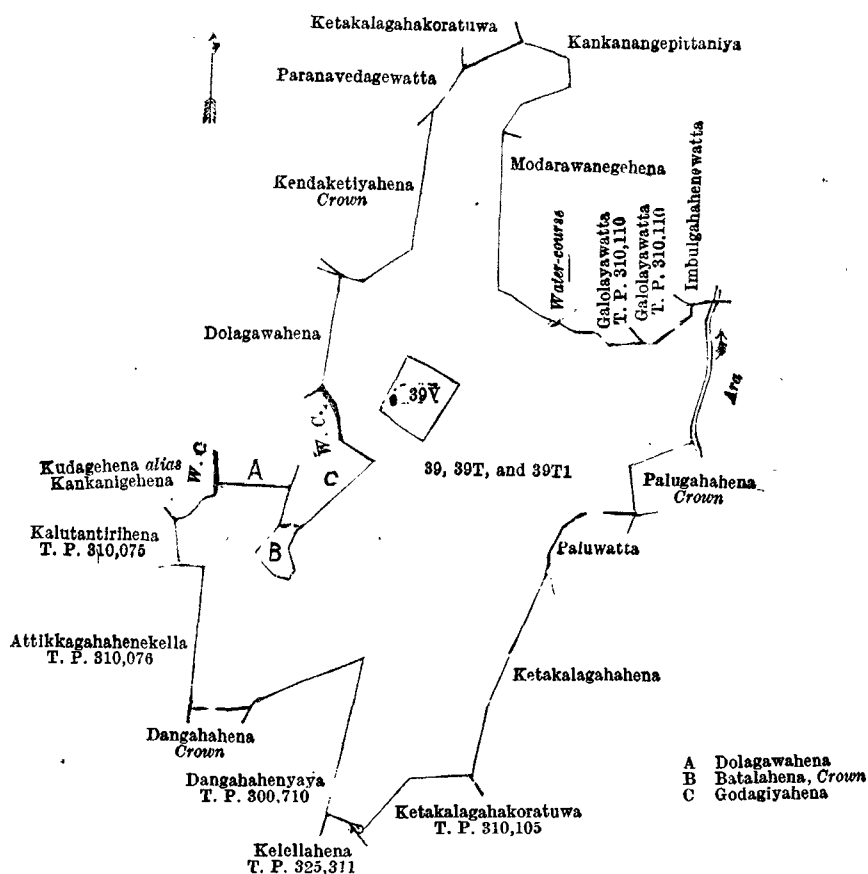 Ketakalagahakoratuwa
Kankanangepittaniya
Paranavedagewatta
Modarawanegehena
Kendaketiyahena
Crown
Water-course
Galolayawatta
T. P. 310,110
Galolayawatta
T. P. 310,110
Imbulgahahenewatta
Dolagawahena
Ara
39V
W. C.
W. C
A
C
39, 39T, and 39T1
Kudagehena alias
Kankanigehena
Palugahahena
Crown
Kalutantirihena
T. P. 310,075
B
Paluwatta
Attikkagahahenekella
T. P. 310,076
Ketakalagahahena
Dangahahena
Crown
Dangahahenyaya
T. P. 300,710
Ketakalagahakoratuwa
T. P. 310,105
Kelellahena
T. P. 325,311
A Dolagawahena
B Batalahena, Crown
C Godagiyahena